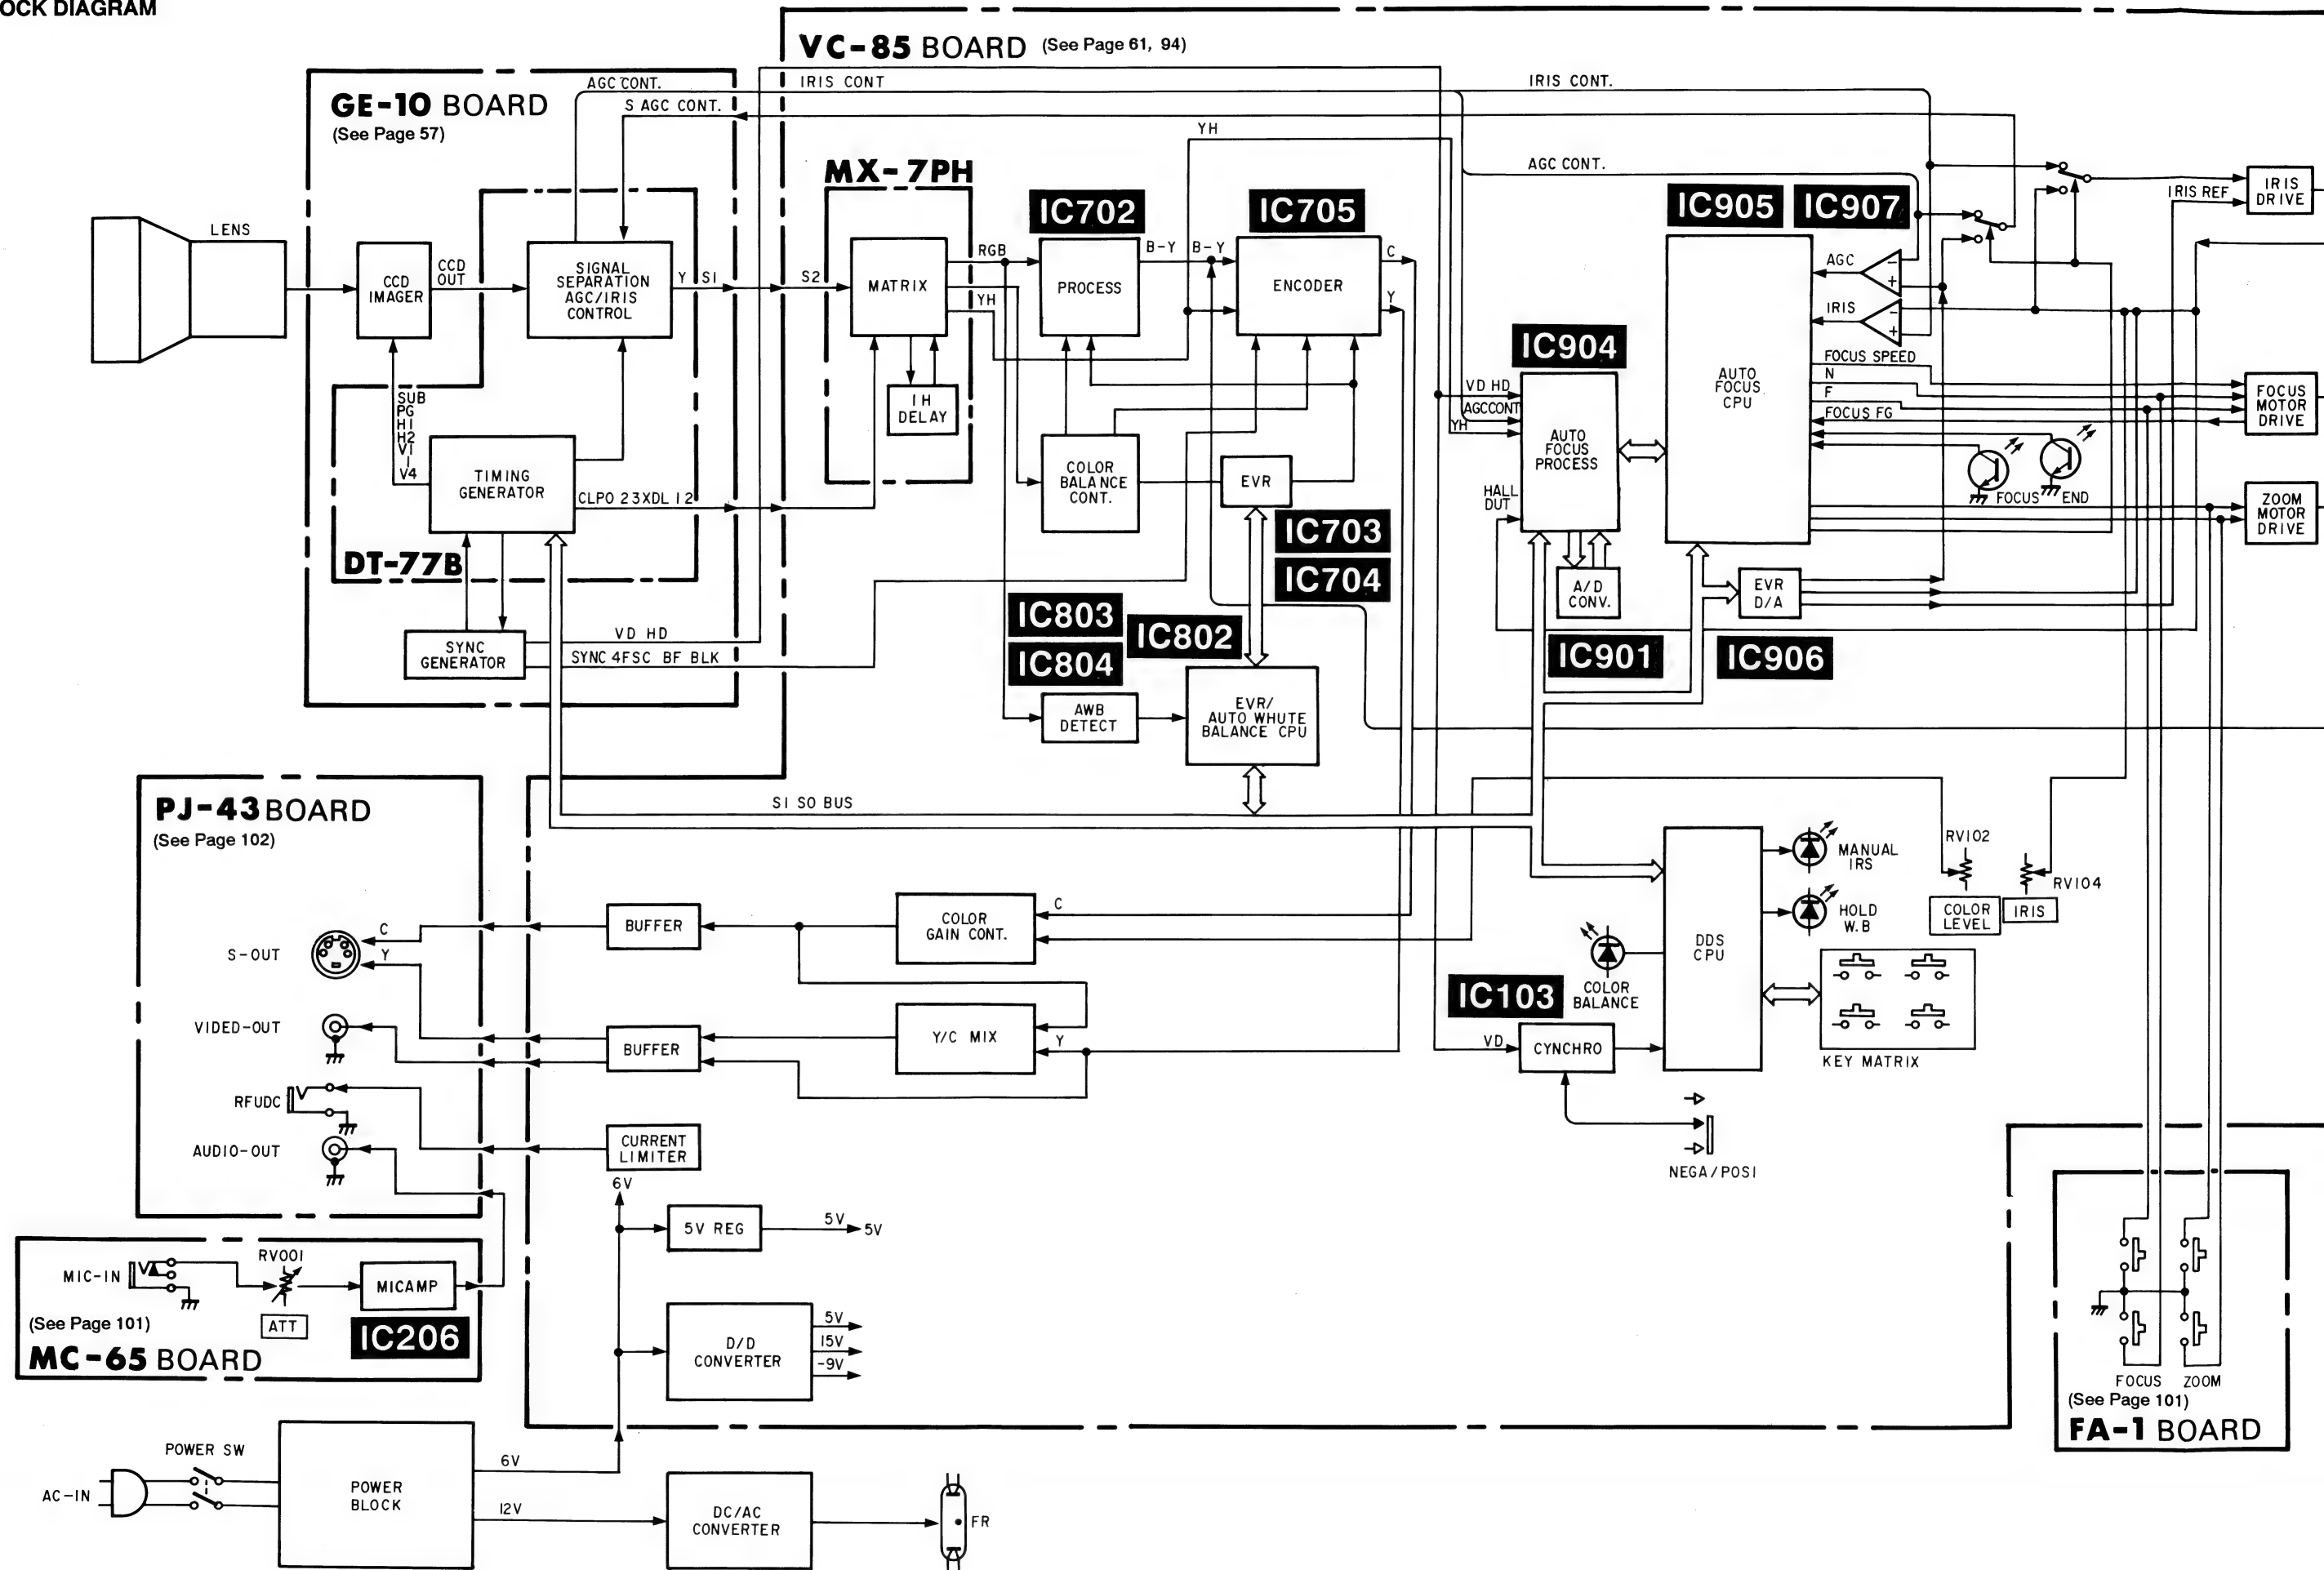 OCK DIAGRAM
VC-85 BOARD (See Page 61, 94)
GE-10 BOARD
(See Page 57)
AGC CONT.
IRIS CONT
IRIS CONT.
S AGC CONT.
YH
AGC CONT.
LENS
CCD
IMAGER
CCD
OUT
SIGNAL
SEPARATION
AGC/IRIS
CONTROL
Y S1
S2
MX-7PH
MATRIX
RGB
YH
1H
DELAY
IC702
PROCESS
B-Y B-Y
IC705
ENCODER
C
Y
IC905 IC907
AUTO
FOCUS
CPU
AGC
-
+
IRIS
-
+
FOCUS SPEED
N
F
FOCUS FG
FOCUS END
IRIS REF
IRIS
DRIVE
FOCUS
MOTOR
DRIVE
ZOOM
MOTOR
DRIVE
SUB
PG
H1
H2
V1
|
V4
TIMING
GENERATOR
CLPO 23XDL 12
DT-77B
SYNC
GENERATOR
VD HD
SYNC 4FSC BF BLK
COLOR
BALANCE
CONT.
EVR
IC703
IC704
IC803
IC804
IC802
AWB
DETECT
EVR/
AUTO WHUTE
BALANCE CPU
IC904
VD HD
AGCCONT
YH
HALL
DUT
AUTO
FOCUS
PROCESS
A/D
CONV.
EVR
D/A
IC901
IC906
SI SO BUS
PJ-43 BOARD
(See Page 102)
S-OUT
C
Y
VIDED-OUT
RFUDC
AUDIO-OUT
BUFFER
COLOR
GAIN CONT.
C
BUFFER
Y/C MIX
Y
CURRENT
LIMITER
6V
5V REG
5V
5V
D/D
CONVERTER
5V
15V
-9V
DDS
CPU
MANUAL
IRS
HOLD
W.B
COLOR
BALANCE
RV102
COLOR
LEVEL
IRIS
RV104
KEY MATRIX
IC103
VD
CYNCHRO
NEGA/POSI
MIC-IN
RV001
ATT
MICAMP
IC206
(See Page 101)
MC-65 BOARD
FOCUS ZOOM
(See Page 101)
FA-1 BOARD
AC-IN
POWER SW
POWER
BLOCK
6V
12V
DC/AC
CONVERTER
FR